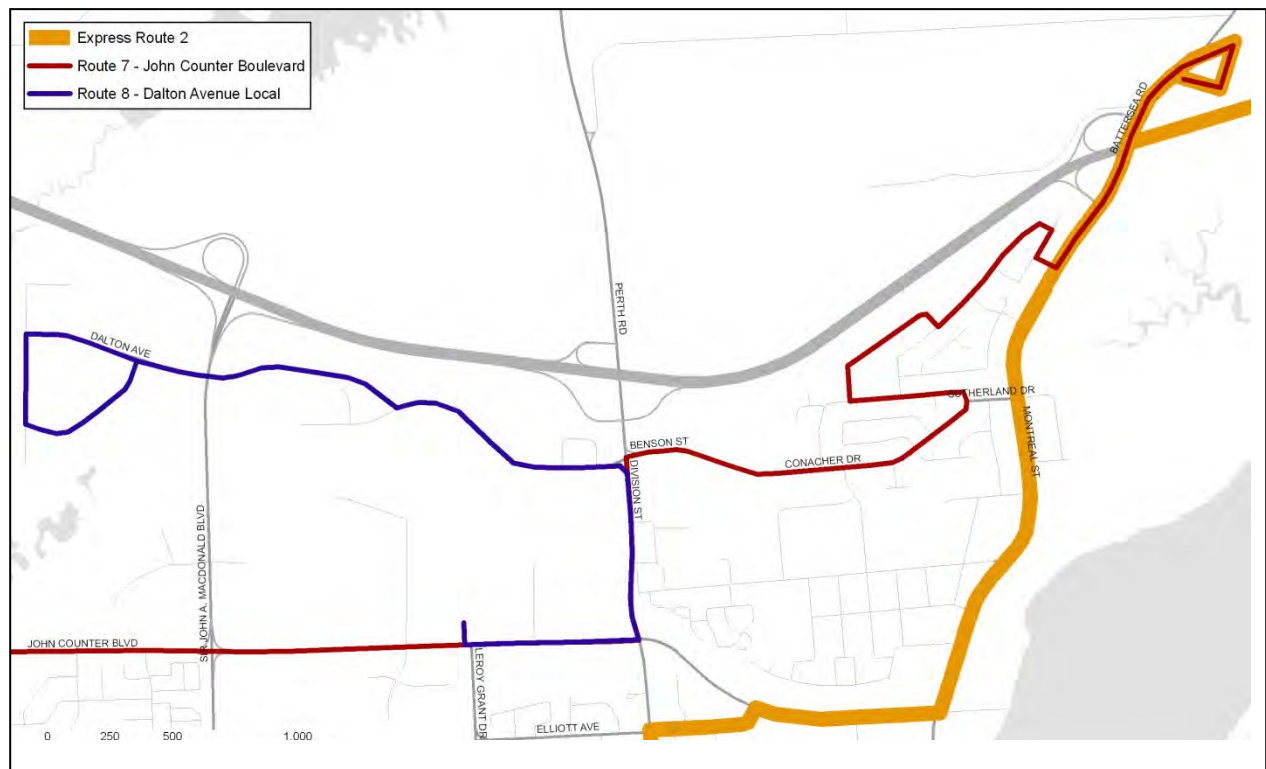 Express Route 2
Route 7 - John Counter Boulevard
Route 8 - Dalton Avenue Local
BATTERSEA RD
PERTH RD
DALTON AVE
SUTHERLAND DR
MONTREAL ST
BENSON ST
CONACHER DR
DIVISION ST
SIR JOHN A. MACDONALD BLVD
JOHN COUNTER BLVD
LEROY GRANT DR
ELLIOTT AVE
0 250 500 1,000